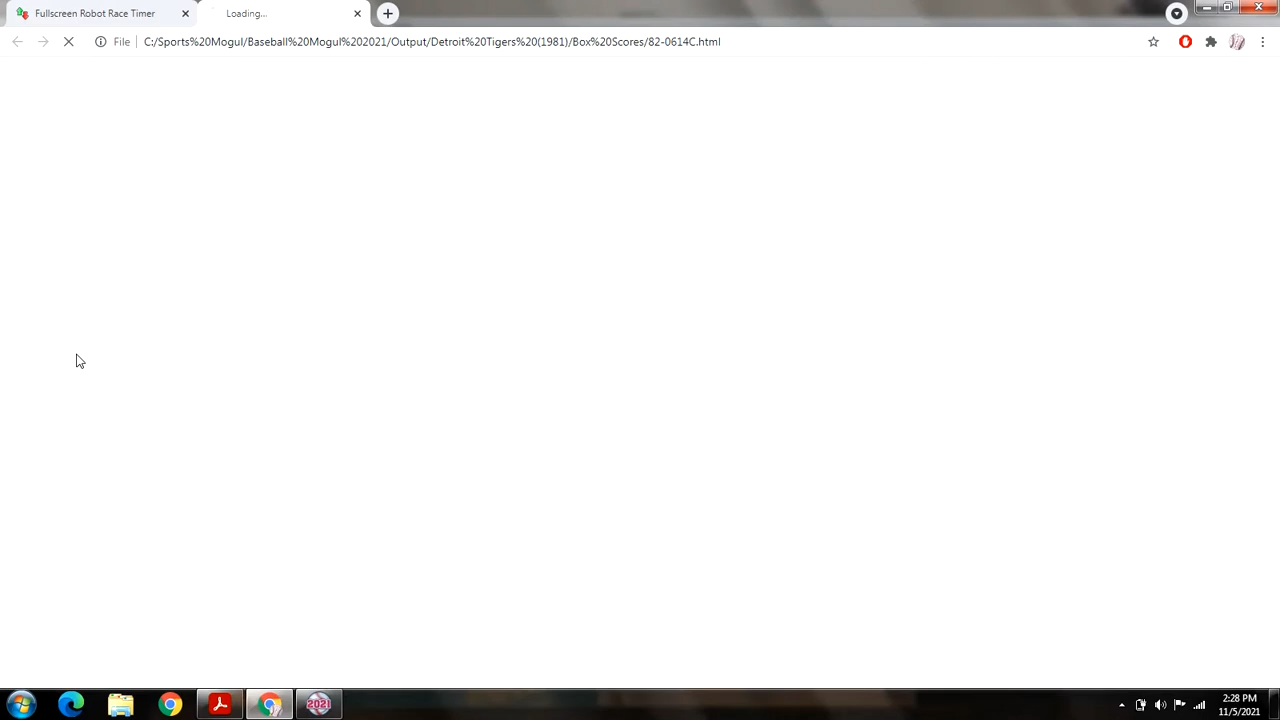 Fullscreen Robot Race Timer
Loading...
File
C:/Sports%20Mogul/Baseball%20Mogul%202021/Output/Detroit%20Tigers%20(1981)/Box%20Scores/82-0614C.html
2021
2:28 PM
11/5/2021